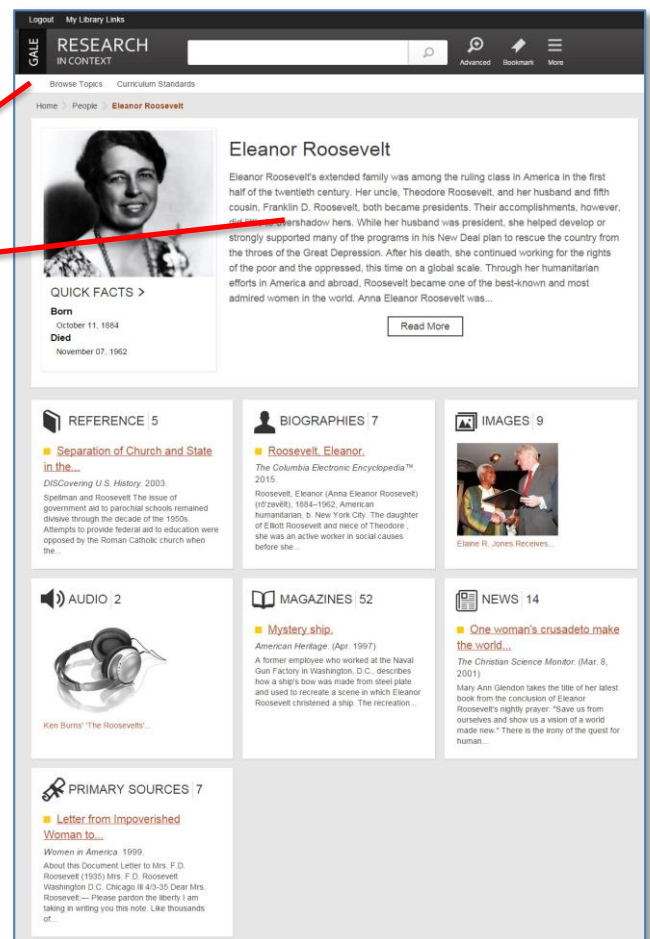 Logout My Library Links
GALE
RESEARCH
IN CONTEXT
Advanced Bookmark More
Browse Topics Curriculum Standards
Home > People > Eleanor Roosevelt
Eleanor Roosevelt
Eleanor Roosevelt's extended family was among the ruling class in America in the first
half of the twentieth century. Her uncle, Theodore Roosevelt, and her husband and fifth
cousin, Franklin D. Roosevelt, both became presidents. Their accomplishments, however,
did little to overshadow hers. While her husband was president, she helped develop or
strongly supported many of the programs in his New Deal plan to rescue the country from
the throes of the Great Depression. After his death, she continued working for the rights
of the poor and the oppressed, this time on a global scale. Through her humanitarian
efforts in America and abroad, Roosevelt became one of the best-known and most
admired women in the world. Anna Eleanor Roosevelt was...
Read More
QUICK FACTS >
Born
October 11, 1884
Died
November 07, 1962
REFERENCE 5
Separation of Church and State
in the...
DISCovering U.S. History. 2003.
Spellman and Roosevelt The issue of
government aid to parochial schools remained
divisive through the decade of the 1950s.
Attempts to provide federal aid to education were
opposed by the Roman Catholic church when
the...
BIOGRAPHIES 7
Roosevelt, Eleanor.
The Columbia Electronic Encyclopedia™
2015.
Roosevelt, Eleanor (Anna Eleanor Roosevelt)
(rō'zəvĕlt), 1884–1962, American
humanitarian, b. New York City. The daughter
of Elliott Roosevelt and niece of Theodore ,
she was an active worker in social causes
before she...
IMAGES 9
Elaine R. Jones Receives...
AUDIO 2
Ken Burns' 'The Roosevelts'...
MAGAZINES 52
Mystery ship.
American Heritage. (Apr. 1997)
A former employee who worked at the Naval
Gun Factory in Washington, D.C., describes
how a ship's bow was made from steel plate
and used to recreate a scene in which Eleanor
Roosevelt christened a ship. The recreation...
NEWS 14
One woman's crusadeto make
the world...
The Christian Science Monitor. (Mar. 8,
2001)
Mary Ann Glendon takes the title of her latest
book from the conclusion of Eleanor
Roosevelt's nightly prayer: "Save us from
ourselves and show us a vision of a world
made new." There is the irony of the quest for
human...
PRIMARY SOURCES 7
Letter from Impoverished
Woman to...
Women in America. 1999.
About this Document Letter to Mrs. F.D.
Roosevelt (1935) Mrs. F.D. Roosevelt
Washington D.C. Chicago Ill 4/3-35 Dear Mrs.
Roosevelt:— Please pardon the liberty I am
taking in writing you this note. Like thousands
of...